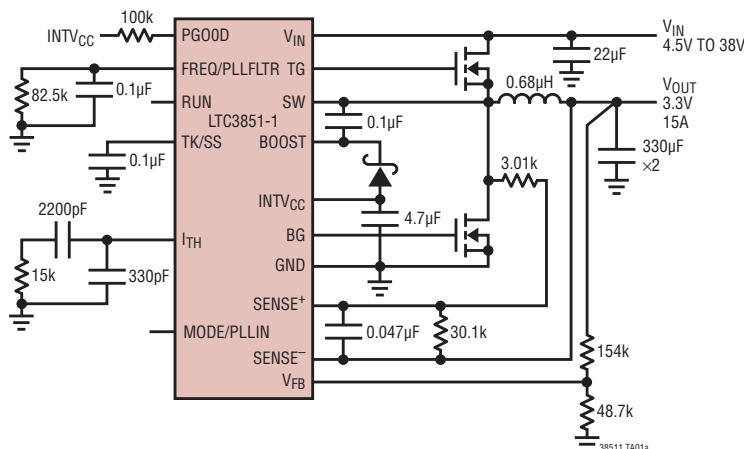 100k
INTVCC
PGOOD
VIN
VIN
4.5V TO 38V
FREQ/PLLFLTR
TG
22µF
82.5k
0.1µF
RUN
SW
0.68µH
VOUT
3.3V
15A
LTC3851-1
0.1µF
TK/SS
BOOST
330µF
×2
0.1µF
3.01k
INTVCC
2200pF
4.7µF
ITH
BG
15k
330pF
GND
SENSE+
MODE/PLLIN
0.047µF
30.1k
SENSE–
154k
VFB
48.7k
38511 TA01a